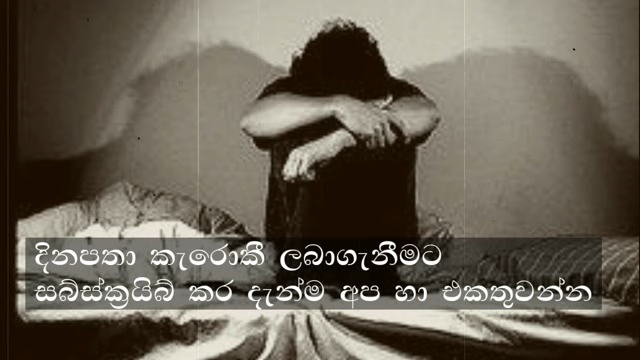 දිනපතා කැරොකී ලබාගැනීමට
සබ්ස්ක්‍රයිබ් කර දැන්ම අප හා එකතුවන්න